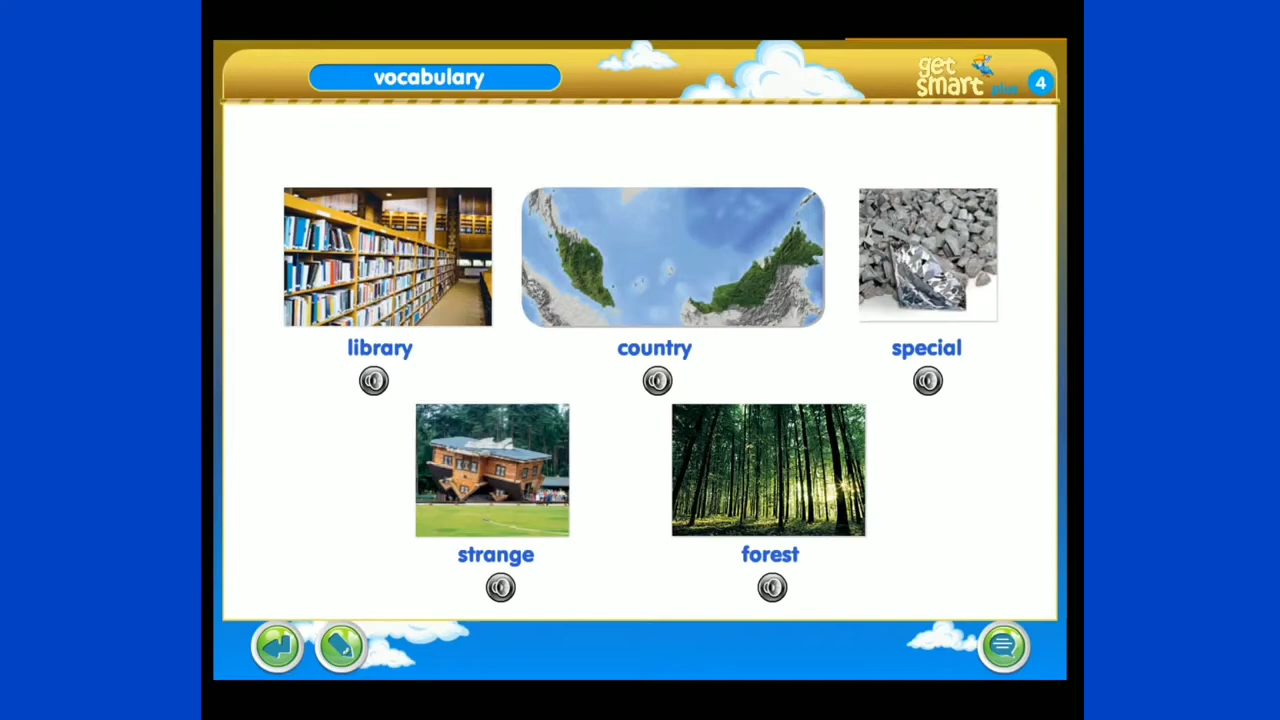 vocabulary
get
smart plus 4
library
country
special
strange
forest